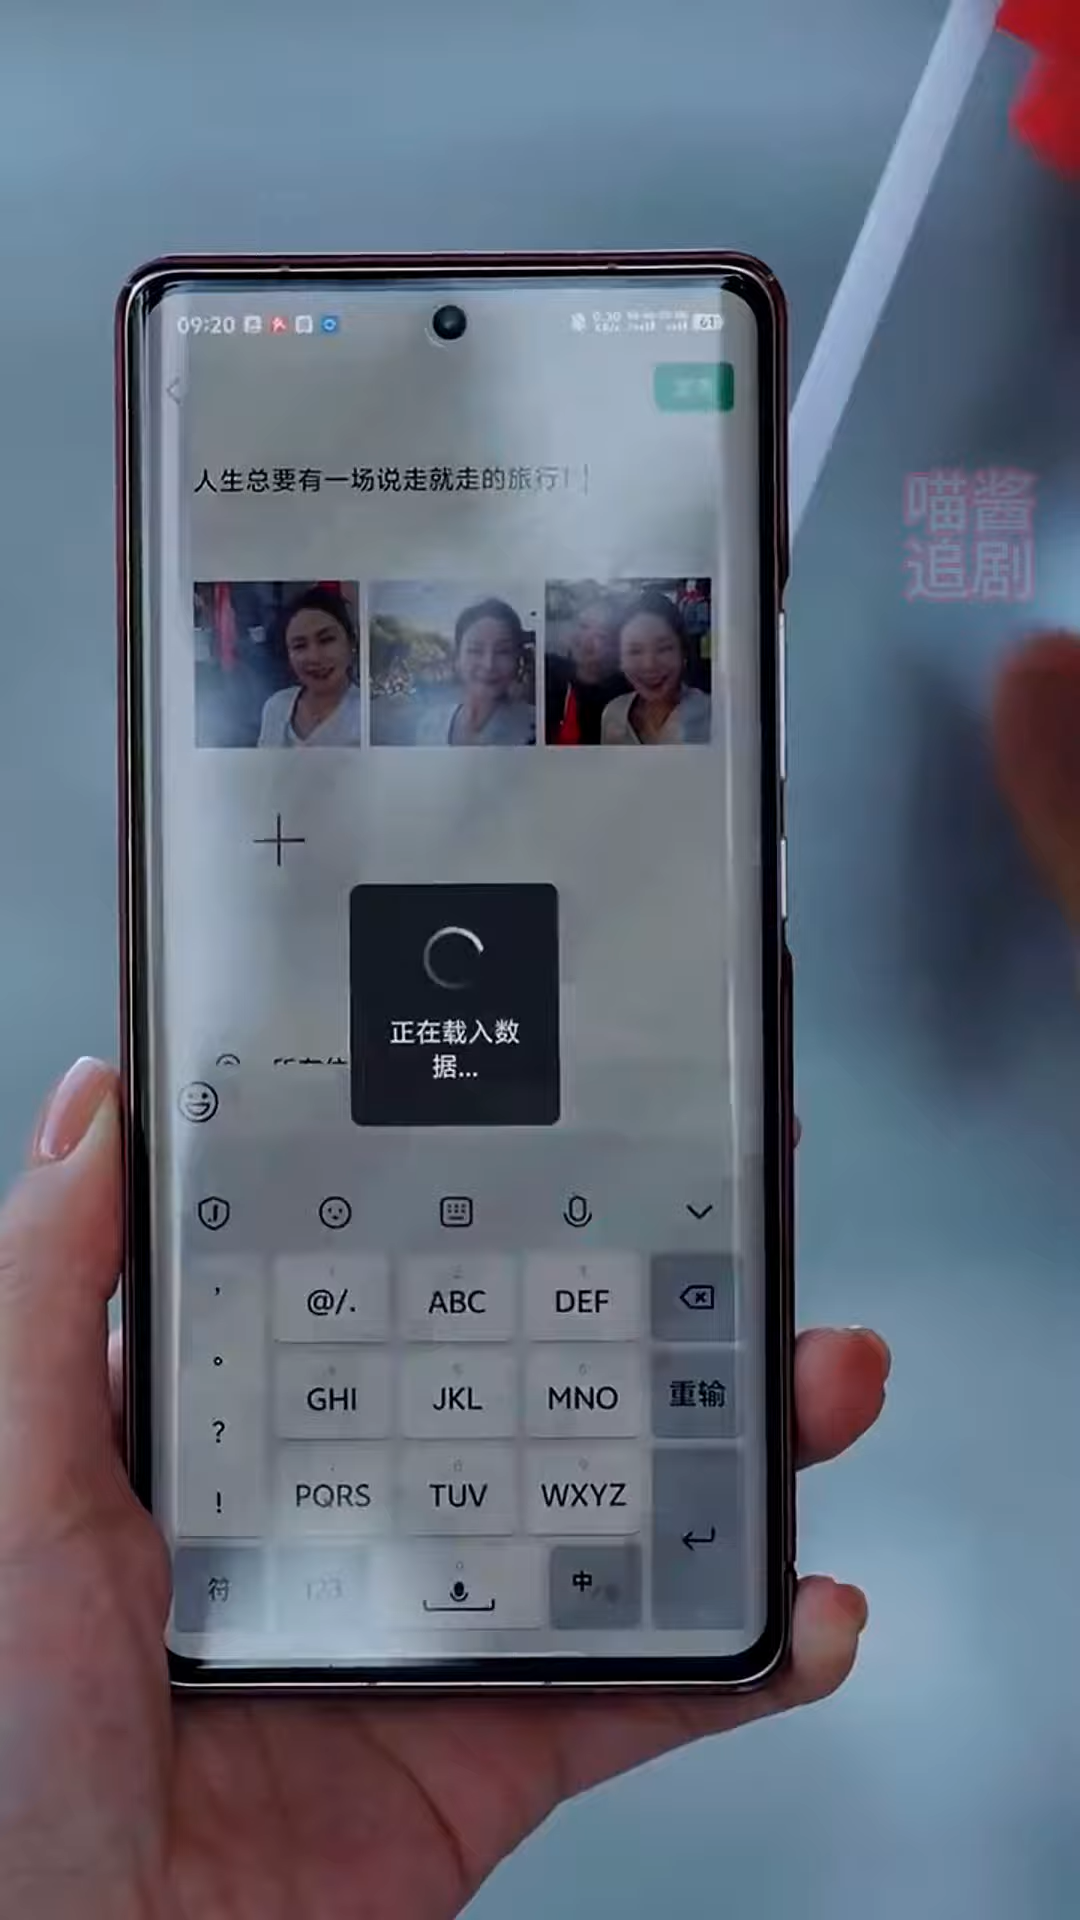 09:20
61
人生总要有一场说走就走的旅行！
喵酱
追剧
正在载入数
据...
,
@/.
ABC
DEF
。
GHI
JKL
MNO
重输
?
PQRS
TUV
WXYZ
!
符
123
中